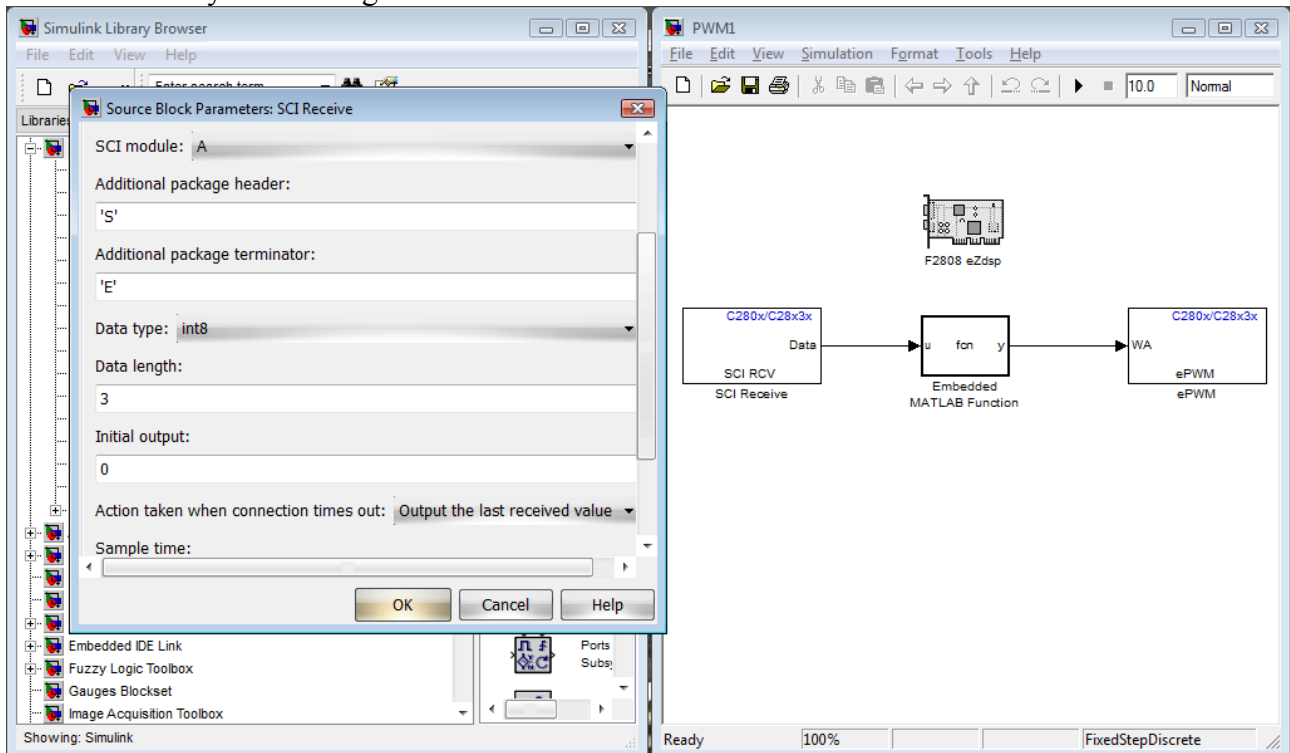 Simulink Library Browser
File Edit View Help
Enter search term
Libraries
Source Block Parameters: SCI Receive
SCI module: A
Additional package header:
'S'
Additional package terminator:
'E'
Data type: int8
Data length:
3
Initial output:
0
Action taken when connection times out: Output the last received value
Sample time:
OK Cancel Help
Embedded IDE Link
Fuzzy Logic Toolbox
Gauges Blockset
Image Acquisition Toolbox
Ports
Showing: Simulink
PWM1
File Edit View Simulation Format Tools Help
10.0 Normal
F2808 eZdsp
C280x/C28x3x
Data
SCI RCV
SCI Receive
u fcn y
Embedded
MATLAB Function
C280x/C28x3x
WA
ePWM
ePWM
Ready 100% FixedStepDiscrete